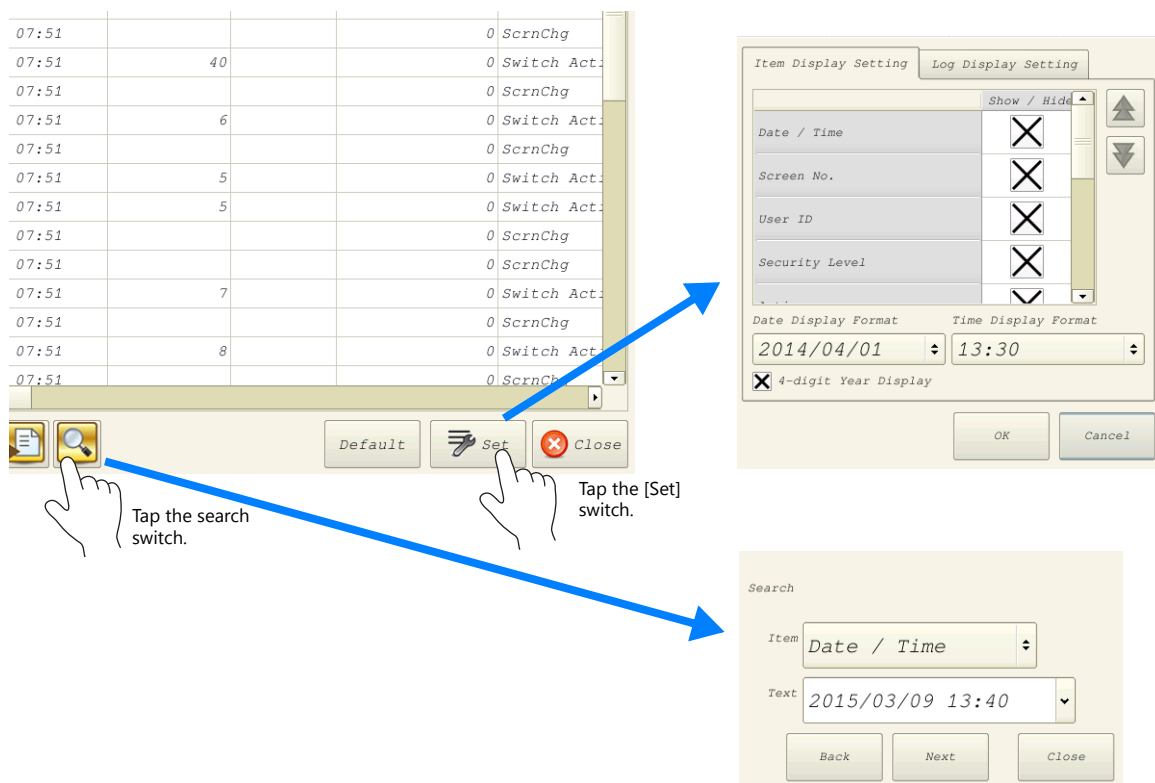 07:51 0 ScrnChg
07:51 40 0 Switch Acti
07:51 0 ScrnChg
07:51 6 0 Switch Acti
07:51 0 ScrnChg
07:51 5 0 Switch Acti
07:51 5 0 Switch Acti
07:51 0 ScrnChg
07:51 0 ScrnChg
07:51 7 0 Switch Acti
07:51 0 ScrnChg
07:51 8 0 Switch Act
07:51 0 ScrnChg
Default
Set
Close
Tap the search
switch.
Tap the [Set]
switch.
Item Display Setting Log Display Setting
Show / Hide
Date / Time
Screen No.
User ID
Security Level
Date Display Format Time Display Format
2014/04/01 13:30
4-digit Year Display
OK Cancel
Search
Item Date / Time
Text 2015/03/09 13:40
Back Next Close